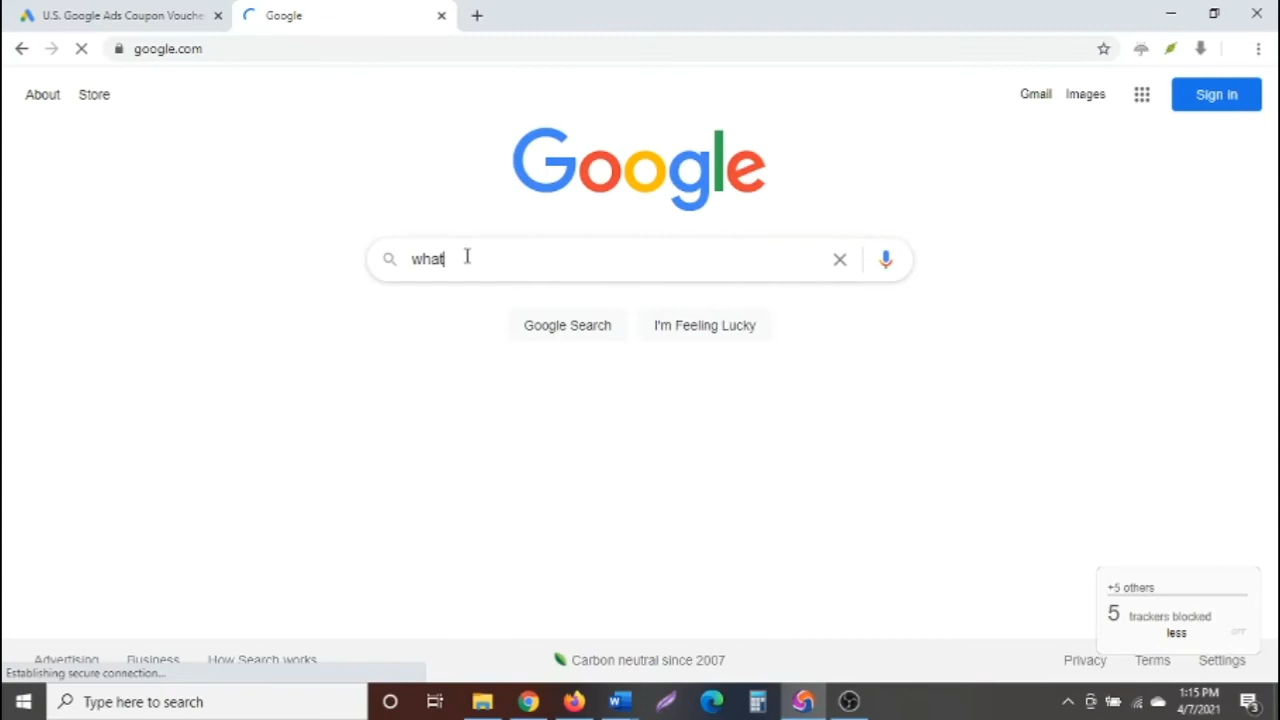 U.S. Google Ads Coupon Vouche
Google
google.com
About Store
Gmail Images
Sign in
Google
what
Google Search
I'm Feeling Lucky
+5 others
5 trackers blocked
less
OFF
Advertising Business How Search works
Carbon neutral since 2007
Privacy Terms Settings
Establishing secure connection...
Type here to search
1:15 PM
4/7/2021
3